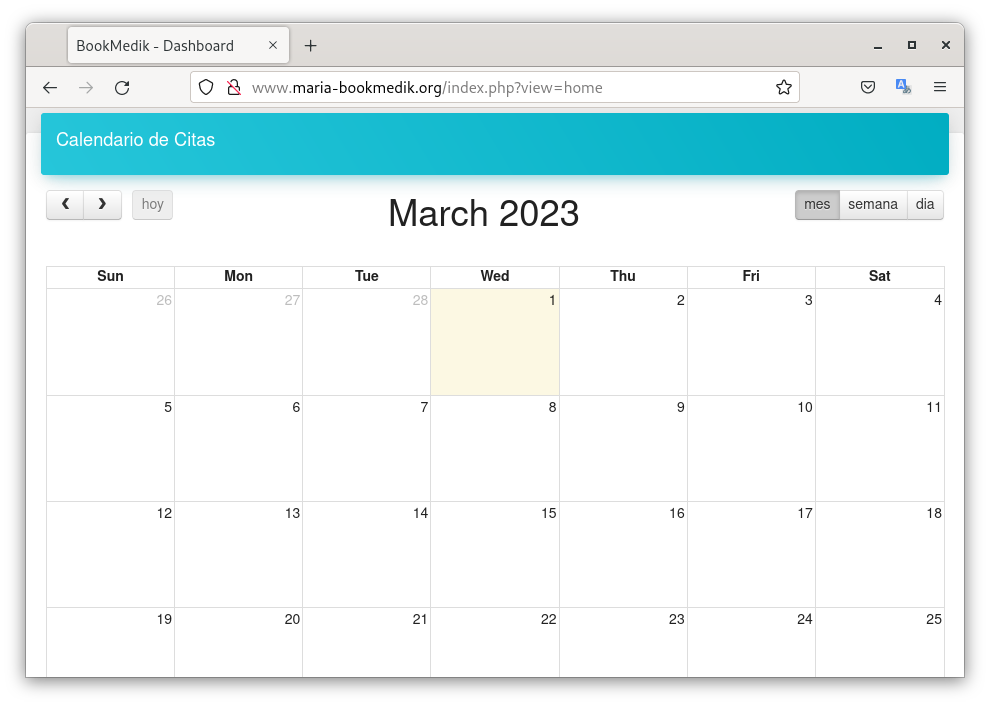 BookMedik - Dashboard
www.maria-bookmedik.org/index.php?view=home
Calendario de Citas
hoy
March 2023
mes semana dia
Sun Mon Tue Wed Thu Fri Sat
26 27 28 1 2 3 4
5 6 7 8 9 10 11
12 13 14 15 16 17 18
19 20 21 22 23 24 25